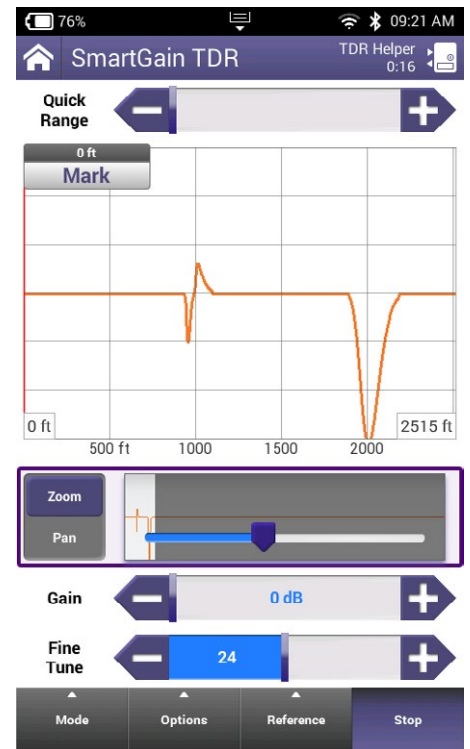 76%
09:21 AM
SmartGain TDR
TDR Helper
0:16
Quick
Range
0 ft
Mark
0 ft
2515 ft
500 ft 1000 1500 2000
Zoom
Pan
Gain
0 dB
Fine
Tune
24
Mode
Options
Reference
Stop